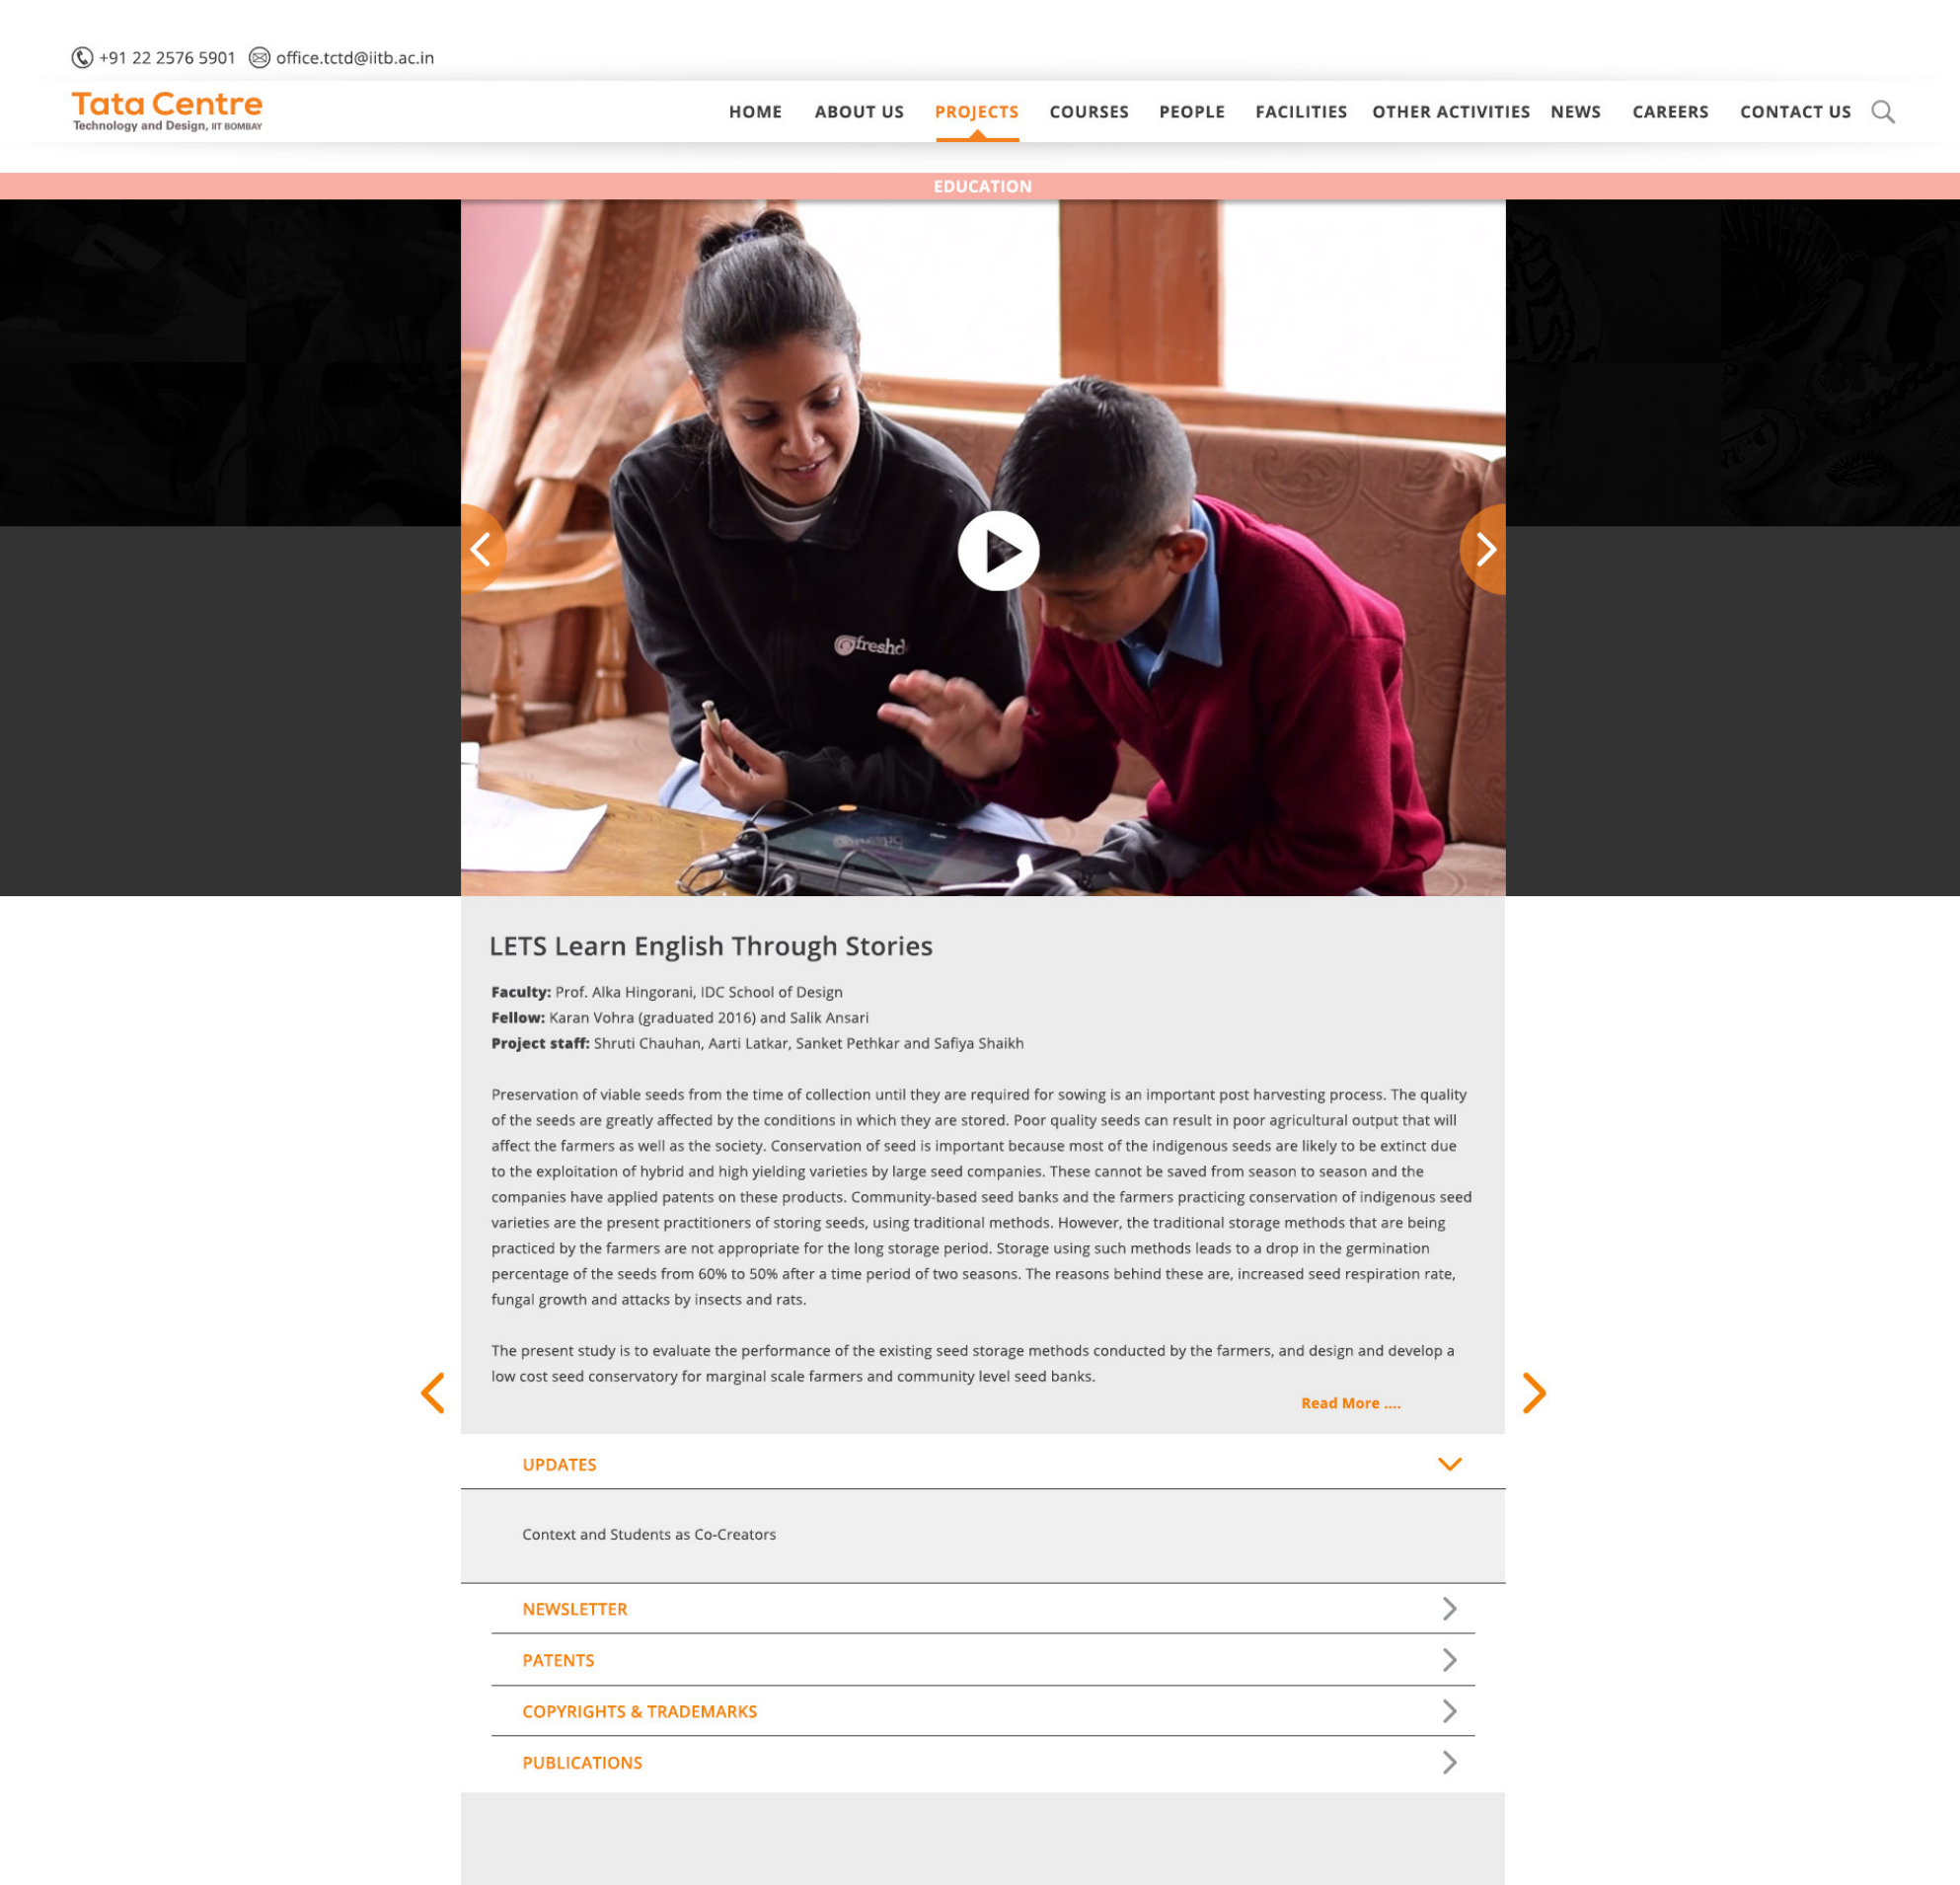 +91 22 2576 5901 office.tctd@iitb.ac.in
Tata Centre
Technology and Design, IIT BOMBAY
HOME ABOUT US PROJECTS COURSES PEOPLE FACILITIES OTHER ACTIVITIES NEWS CAREERS CONTACT US
EDUCATION
freshd
LETS Learn English Through Stories
Faculty: Prof. Alka Hingorani, IDC School of Design
Fellow: Karan Vohra (graduated 2016) and Salik Ansari
Project staff: Shruti Chauhan, Aarti Latkar, Sanket Pethkar and Safiya Shaikh
Preservation of viable seeds from the time of collection until they are required for sowing is an important post harvesting process. The quality
of the seeds are greatly affected by the conditions in which they are stored. Poor quality seeds can result in poor agricultural output that will
affect the farmers as well as the society. Conservation of seed is important because most of the indigenous seeds are likely to be extinct due
to the exploitation of hybrid and high yielding varieties by large seed companies. These cannot be saved from season to season and the
companies have applied patents on these products. Community-based seed banks and the farmers practicing conservation of indigenous seed
varieties are the present practitioners of storing seeds, using traditional methods. However, the traditional storage methods that are being
practiced by the farmers are not appropriate for the long storage period. Storage using such methods leads to a drop in the germination
percentage of the seeds from 60% to 50% after a time period of two seasons. The reasons behind these are, increased seed respiration rate,
fungal growth and attacks by insects and rats.
The present study is to evaluate the performance of the existing seed storage methods conducted by the farmers, and design and develop a
low cost seed conservatory for marginal scale farmers and community level seed banks.
Read More ....
UPDATES
Context and Students as Co-Creators
NEWSLETTER
PATENTS
COPYRIGHTS & TRADEMARKS
PUBLICATIONS